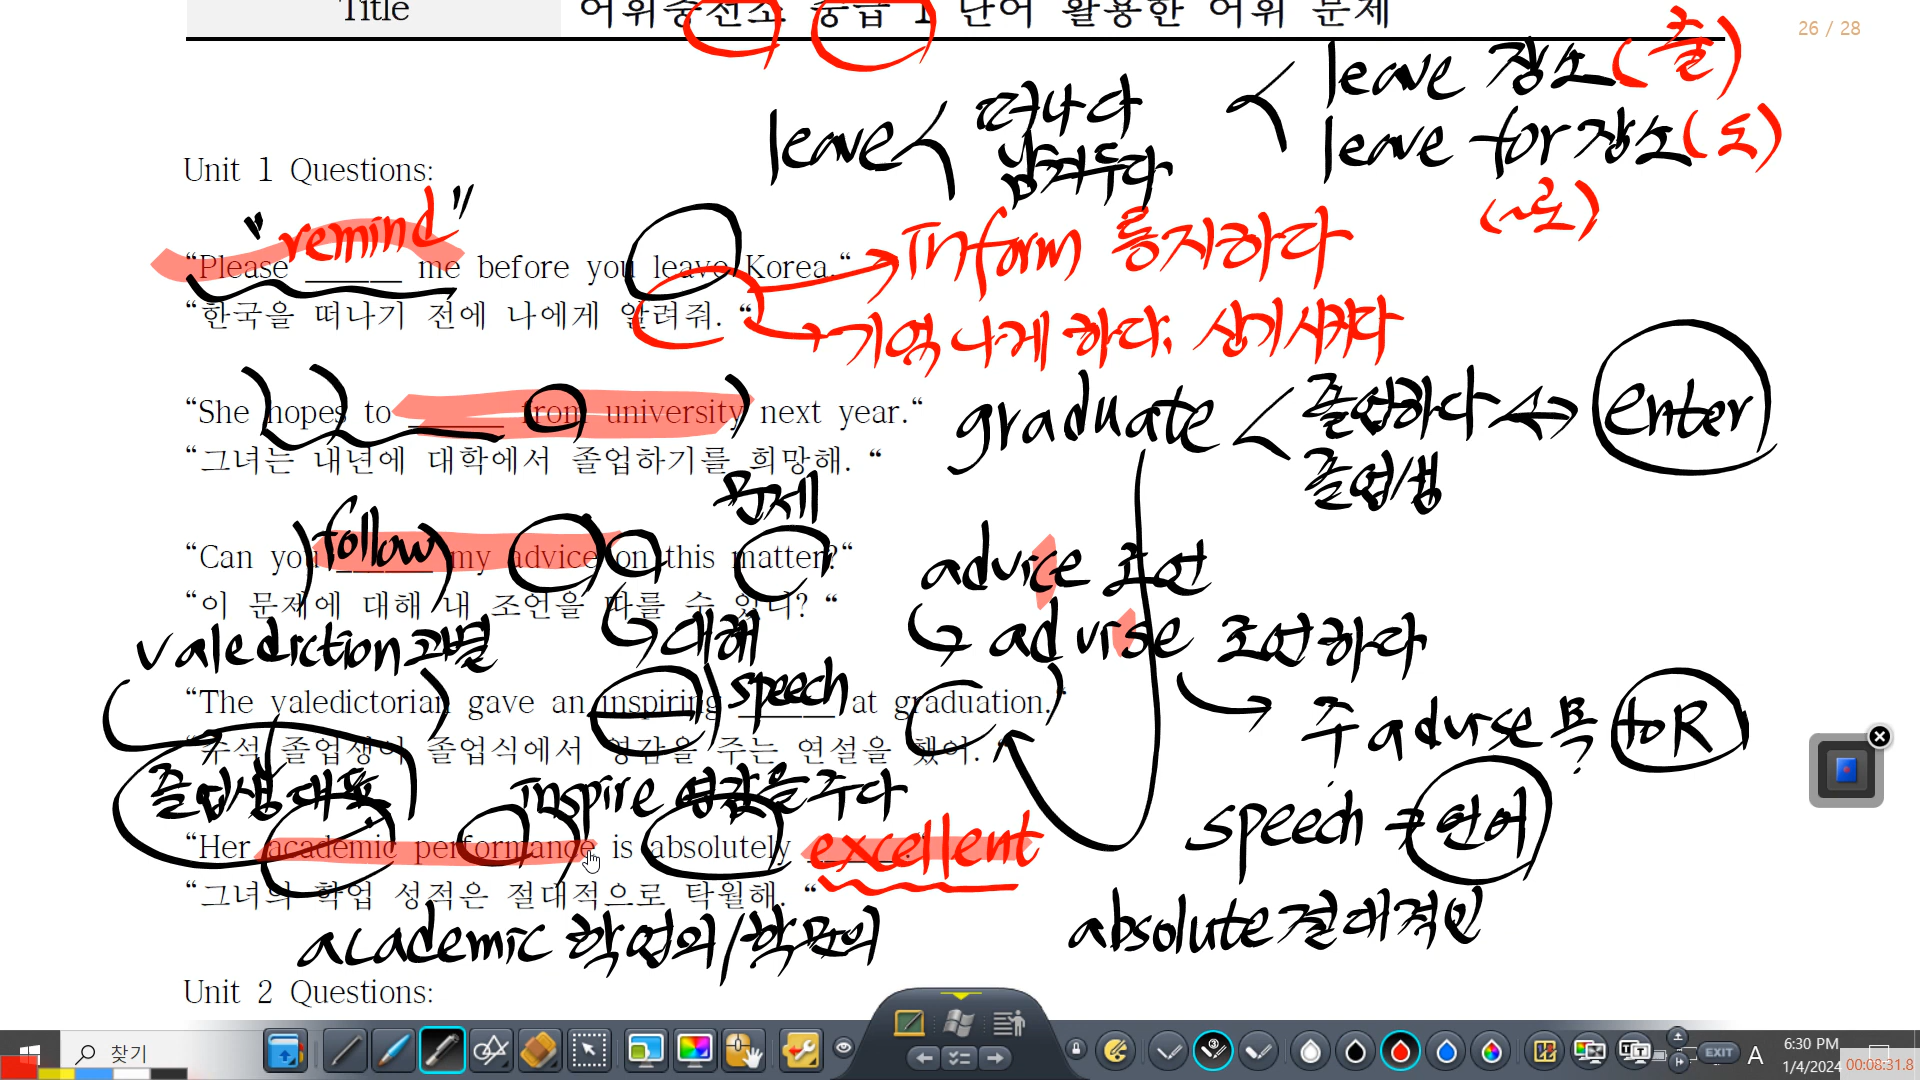 Title 어휘중전소 중급 1 단어 활용한 어휘 문제
26 / 28
leave 떠나다
남겨두다
leave 장소 (출)
leave for 장소 (도)
(~로)
Unit 1 Questions:
"remind"
“Please ______ me before you leave Korea.“
“한국을 떠나기 전에 나에게 알려줘. “
Inform 통지하다
기억나게 하다, 상기시키다
“She hopes to ______ from university next year.“
“그녀는 내년에 대학에서 졸업하기를 희망해. “
graduate 졸업하다 ↔ enter
졸업생
문제
follow
“Can you ______ my advice on this matter?“
“이 문제에 대해 내 조언을 따를 수 있니? “
advice 조언
advise 조언하다
valediction 고별
대해
speech
“The valedictorian gave an inspiring ______ at graduation.“
“수석 졸업생이 졸업식에서 영감을 주는 연설을 했어. “
주 advise 목 to R
졸업생 대표
inspire 영감을 주다
speech
언어
“Her academic performance is absolutely ______.
excellent
“그녀의 학업 성적은 절대적으로 탁월해. “
academic 학업의/학문의
absolute 절대적인
Unit 2 Questions:
찾기
EXIT
A
6:30 PM
1/4/2024
00:08:31.8